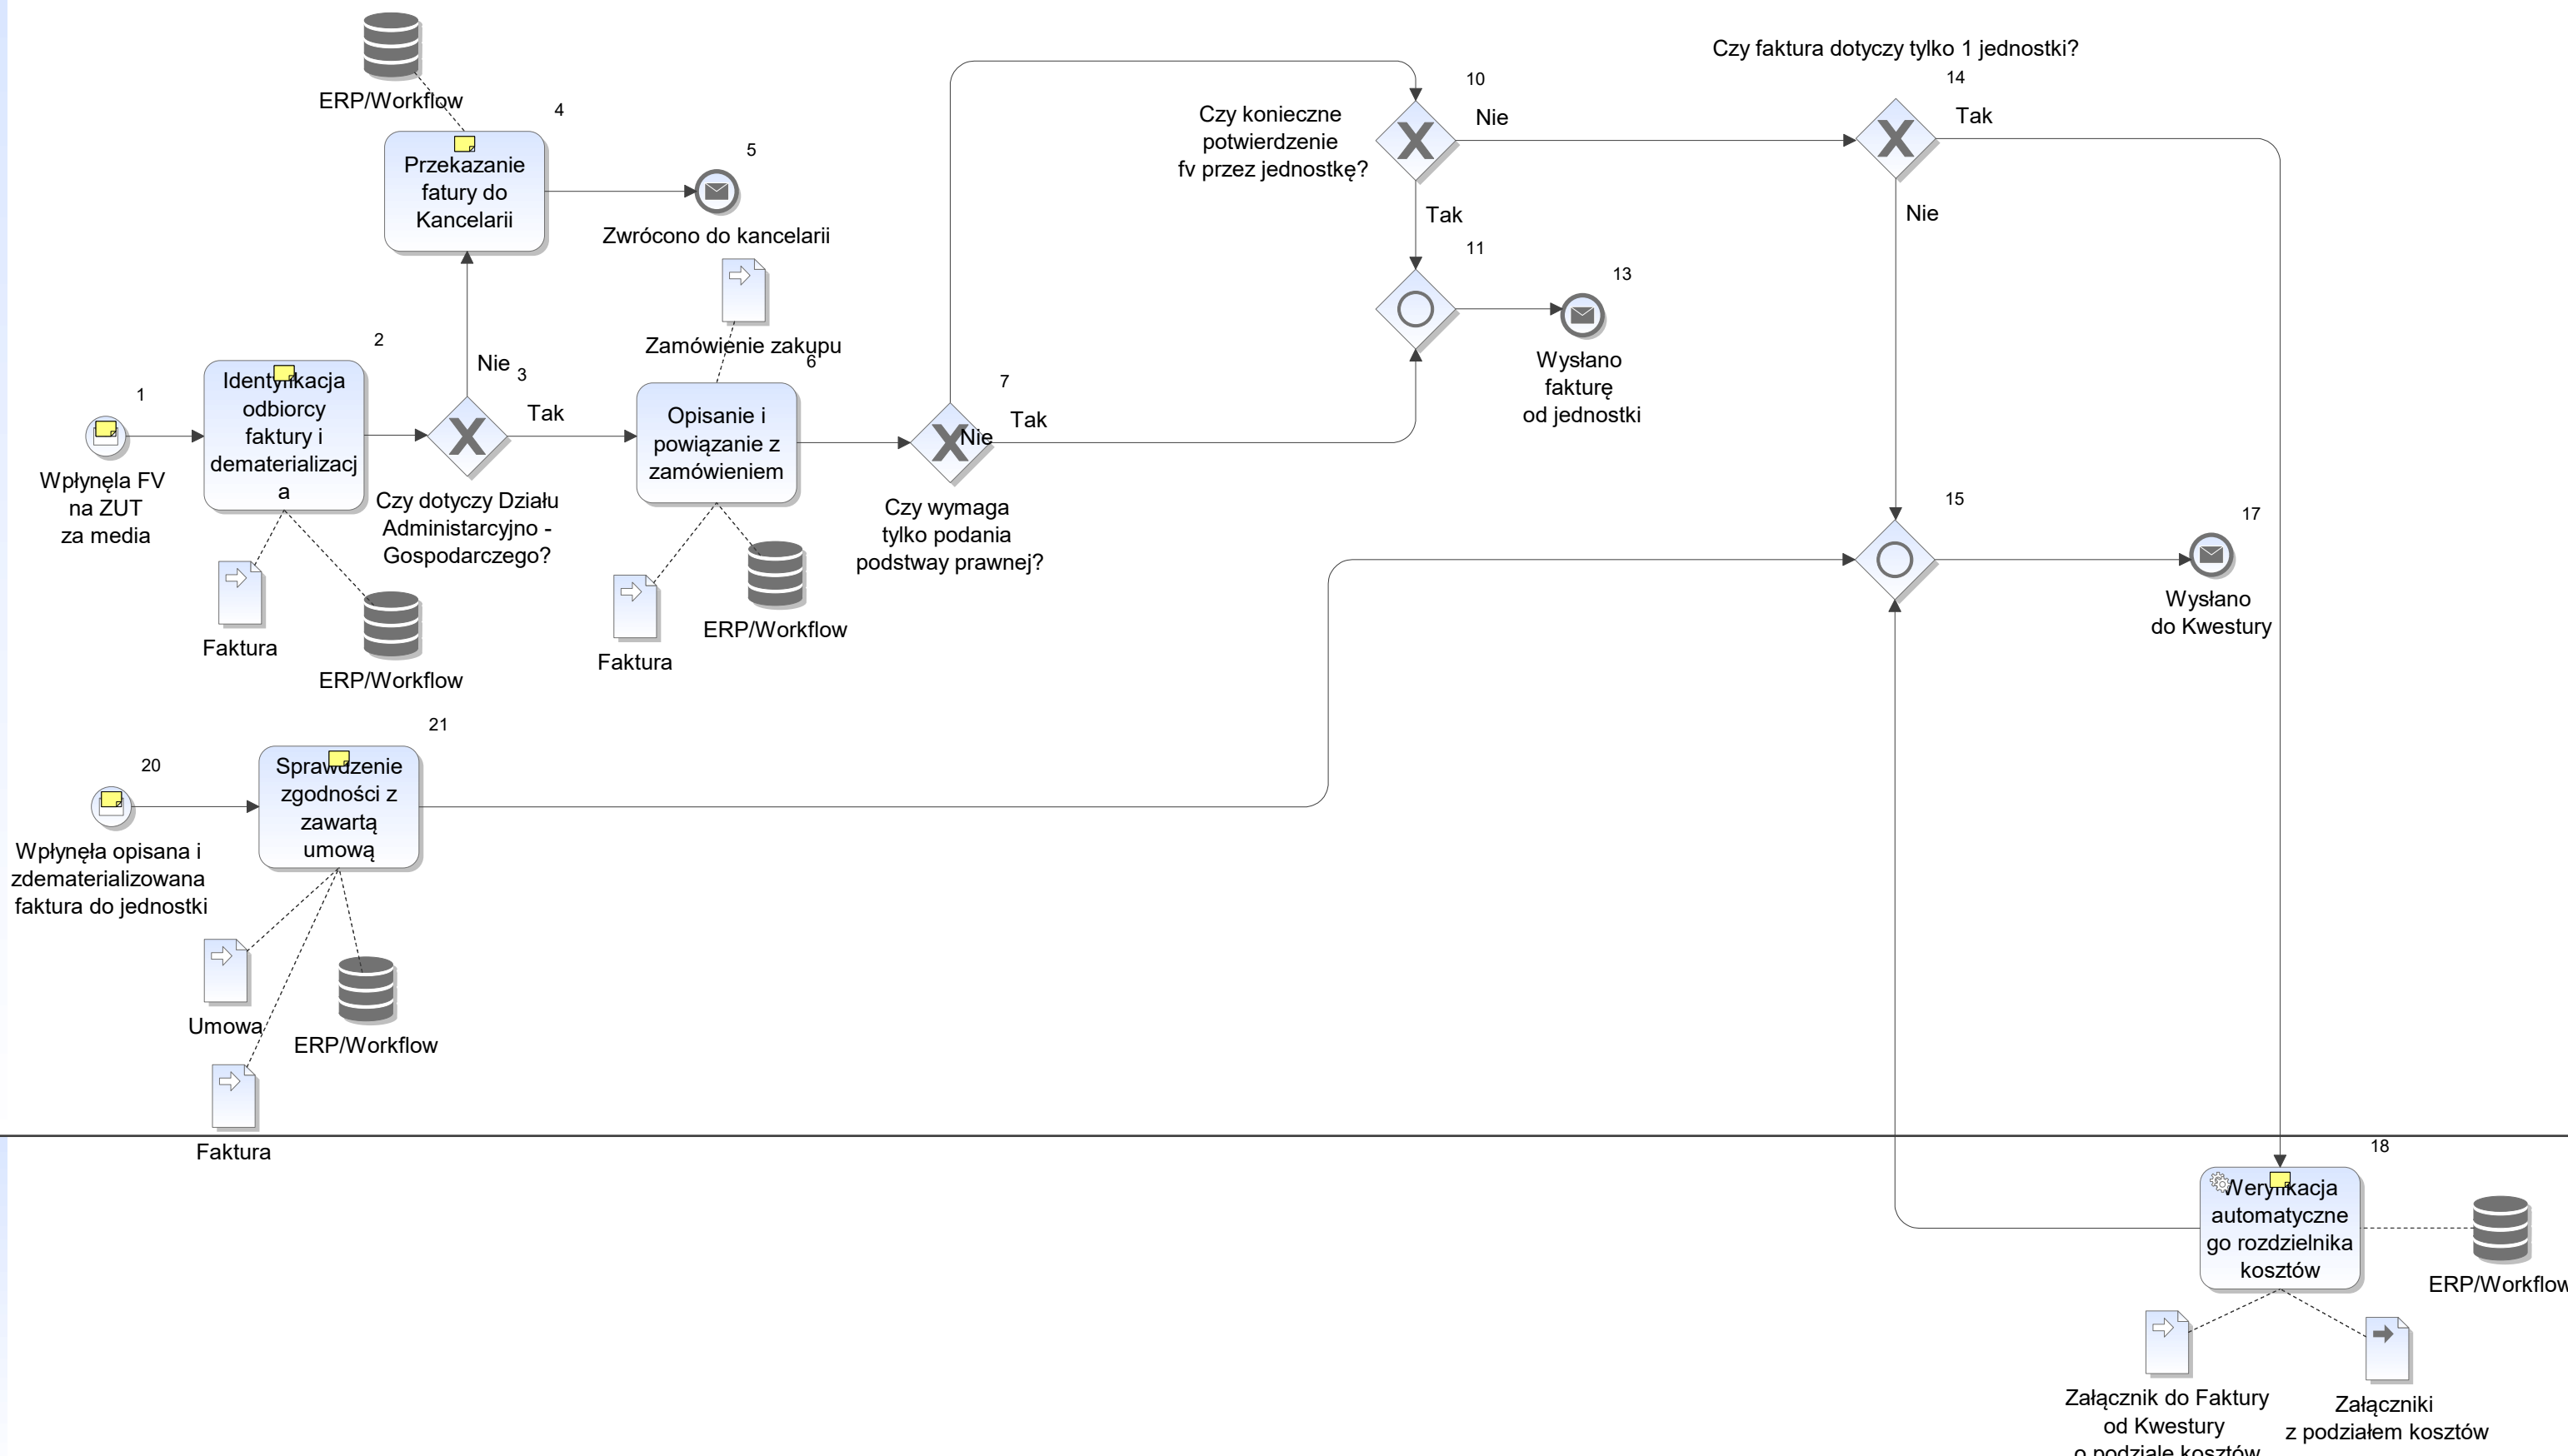 Czy faktura dotyczy tylko 1 jednostki?
14
Tak
Nie
10
Czy konieczne
potwierdzenie
fv przez jednostkę?
Nie
Tak
11
13
Wysłano
fakturę
od jednostki
ERP/Workflow
4
Przekazanie
fatury do
Kancelarii
5
Zwrócono do kancelarii
Zamówienie zakupu
6
1
Wpłynęla FV
na ZUT
za media
2
Identyfikacja
odbiorcy
faktury i
dematerializacj
a
Faktura
ERP/Workflow
Nie
3
Tak
Czy dotyczy Działu
Administarcyjno -
Gospodarczego?
Opisanie i
powiązanie z
zamówieniem
Faktura
ERP/Workflow
7
Tak
Nie
Czy wymaga
tylko podania
podstway prawnej?
15
17
Wysłano
do Kwestury
20
Wpłynęła opisana i
zdematerializowana
faktura do jednostki
21
Sprawdzenie
zgodności z
zawartą
umową
Umowa
ERP/Workflow
Faktura
18
Weryfikacja
automatyczne
go rozdzielnika
kosztów
ERP/Workflow
Załącznik do Faktury
od Kwestury
o podziale kosztów
Załączniki
z podziałem kosztów